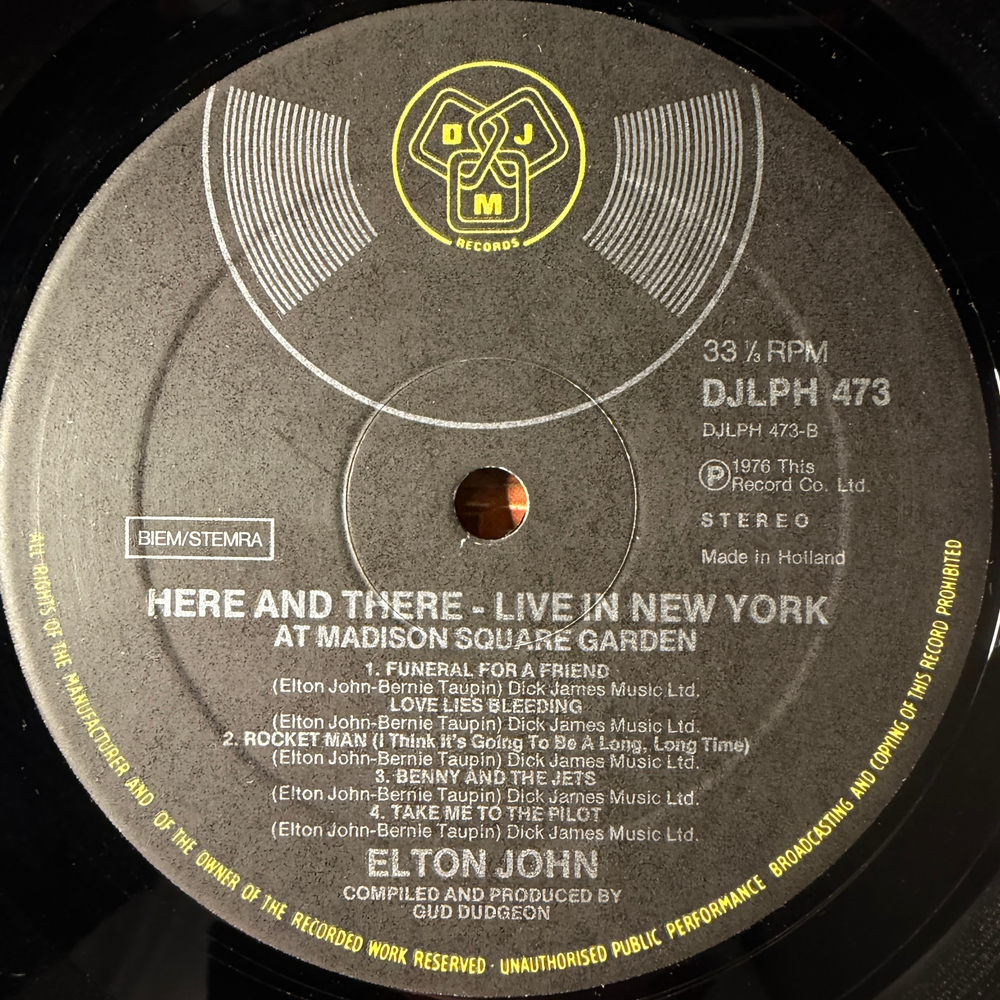 D J
M
RECORDS
33 ⅓ RPM
DJLPH 473
DJLPH 473-B
Ⓟ 1976 This
Record Co. Ltd.
STEREO
Made in Holland
BIEM/STEMRA
HERE AND THERE - LIVE IN NEW YORK
AT MADISON SQUARE GARDEN
1. FUNERAL FOR A FRIEND
(Elton John-Bernie Taupin) Dick James Music Ltd.
LOVE LIES BLEEDING
(Elton John-Bernie Taupin) Dick James Music Ltd.
2. ROCKET MAN (I Think It's Going To Be A Long, Long Time)
(Elton John-Bernie Taupin) Dick James Music Ltd.
3. BENNY AND THE JETS
(Elton John-Bernie Taupin) Dick James Music Ltd.
4. TAKE ME TO THE PILOT
(Elton John-Bernie Taupin) Dick James Music Ltd.
ELTON JOHN
COMPILED AND PRODUCED BY
GUD DUDGEON
ALL RIGHTS OF THE MANUFACTURER AND OF THE OWNER OF THE RECORDED WORK RESERVED · UNAUTHORISED PUBLIC PERFORMANCE BROADCASTING AND COPYING OF THIS RECORD PROHIBITED